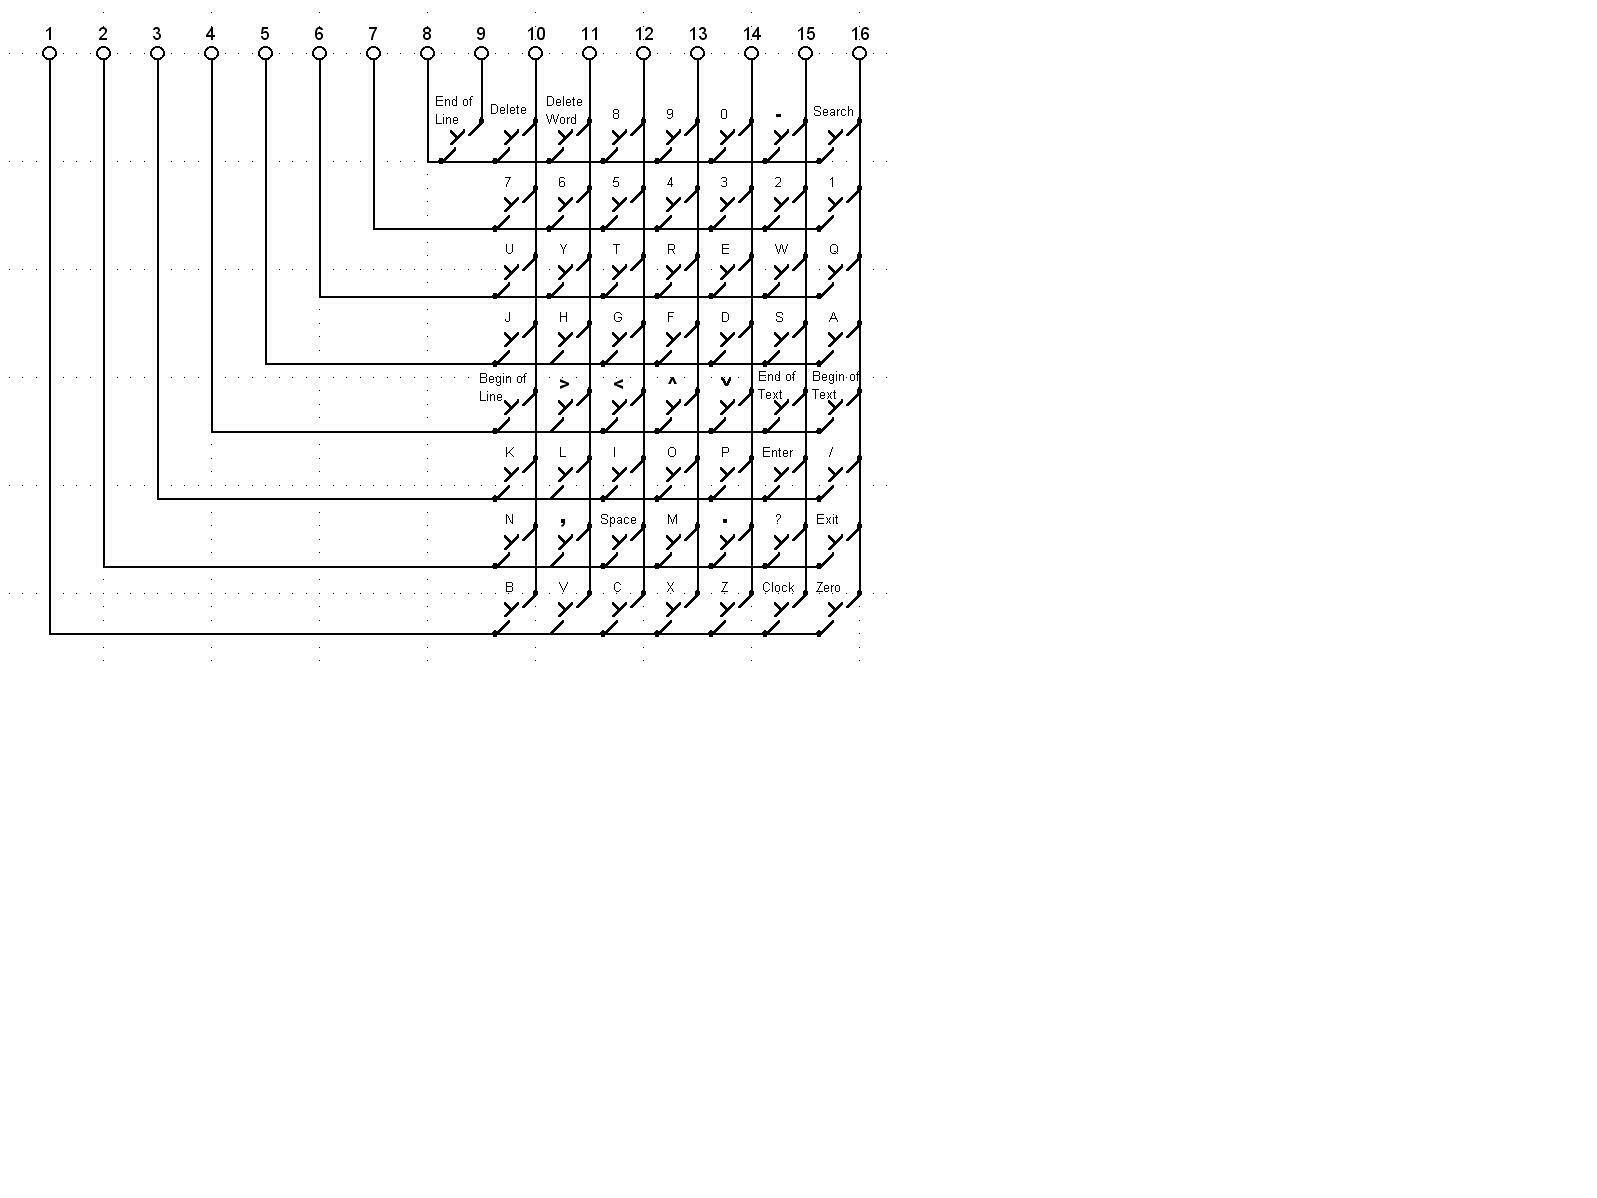 1 2 3 4 5 6 7 8 9 10 11 12 13 14 15 16
End of Line Delete Delete Word 8 9 0 - Search
7 6 5 4 3 2 1
U Y T R E W Q
J H G F D S A
Begin of Line > < ^ v End of Text Begin of Text
K L I O P Enter /
N , Space M . ? Exit
B V C X Z Clock Zero